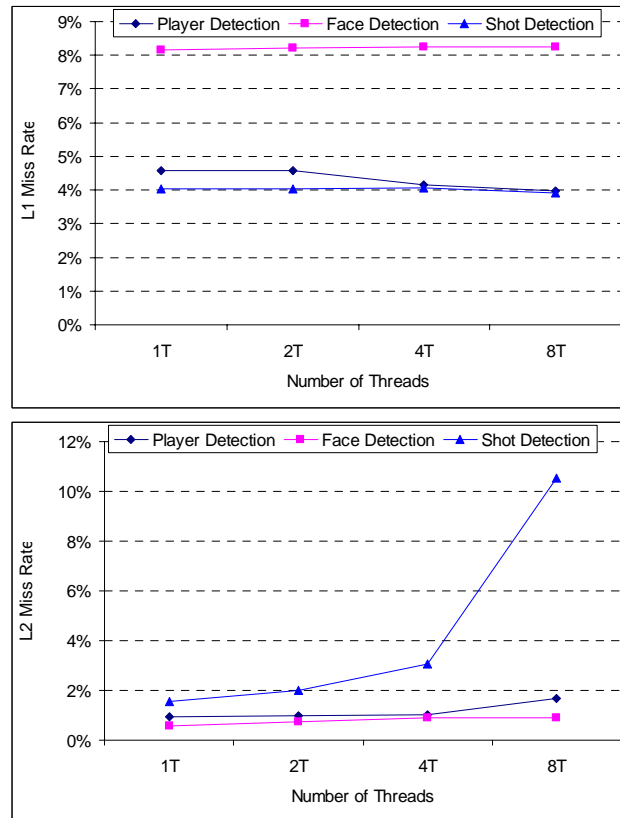 Player Detection Face Detection Shot Detection
9%
8%
7%
6%
5%
4%
3%
2%
1%
0%
L1 Miss Rate
1T 2T 4T 8T
Number of Threads
Player Detection Face Detection Shot Detection
12%
10%
8%
6%
4%
2%
0%
L2 Miss Rate
1T 2T 4T 8T
Number of Threads